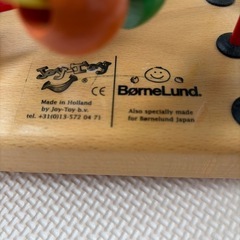 Joy-Toy
CE
Made in Holland
by Joy-Toy b.v.
tel. +31(0)13-572 04 71
BørneLund.
Also specially made
for Børnelund Japan